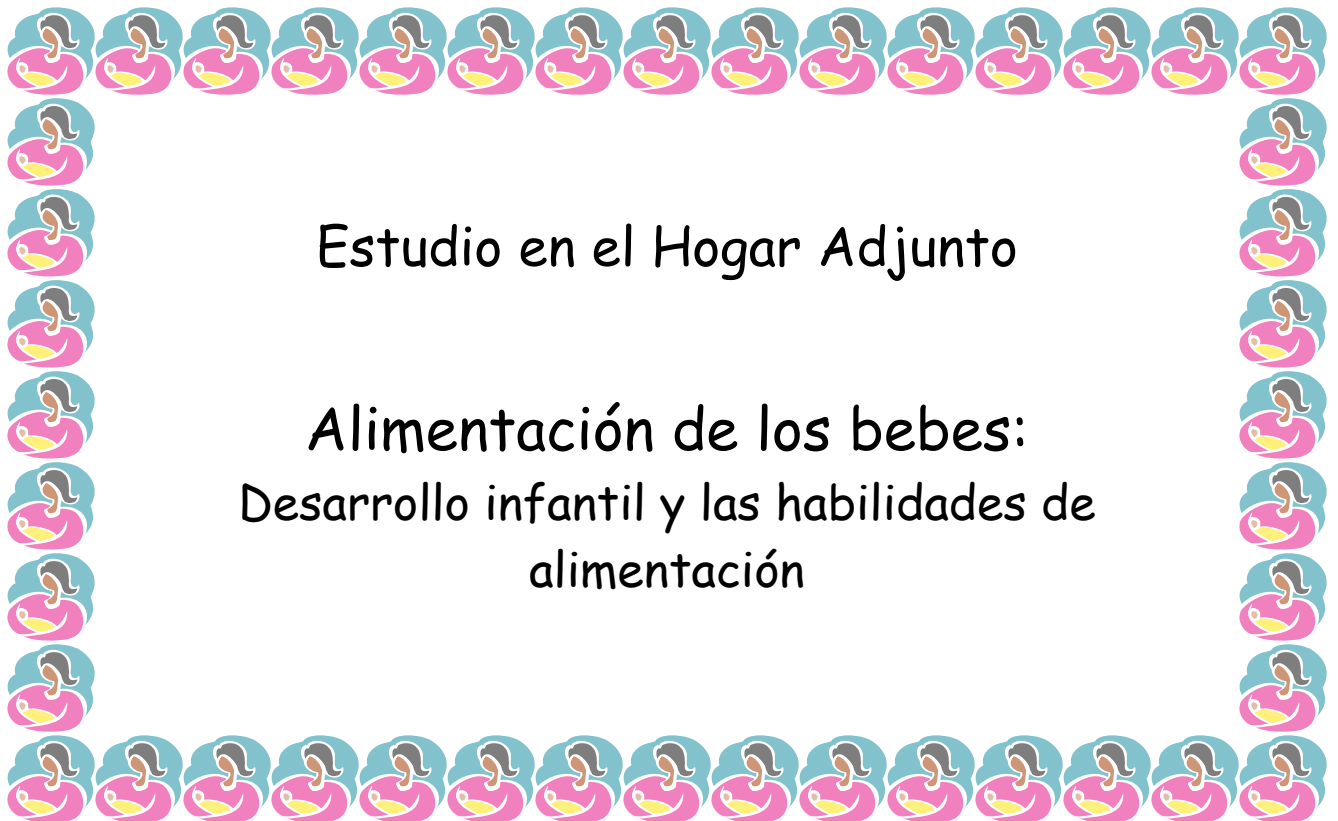 Estudio en el Hogar Adjunto
Alimentación de los bebes:
Desarrollo infantil y las habilidades de
alimentación